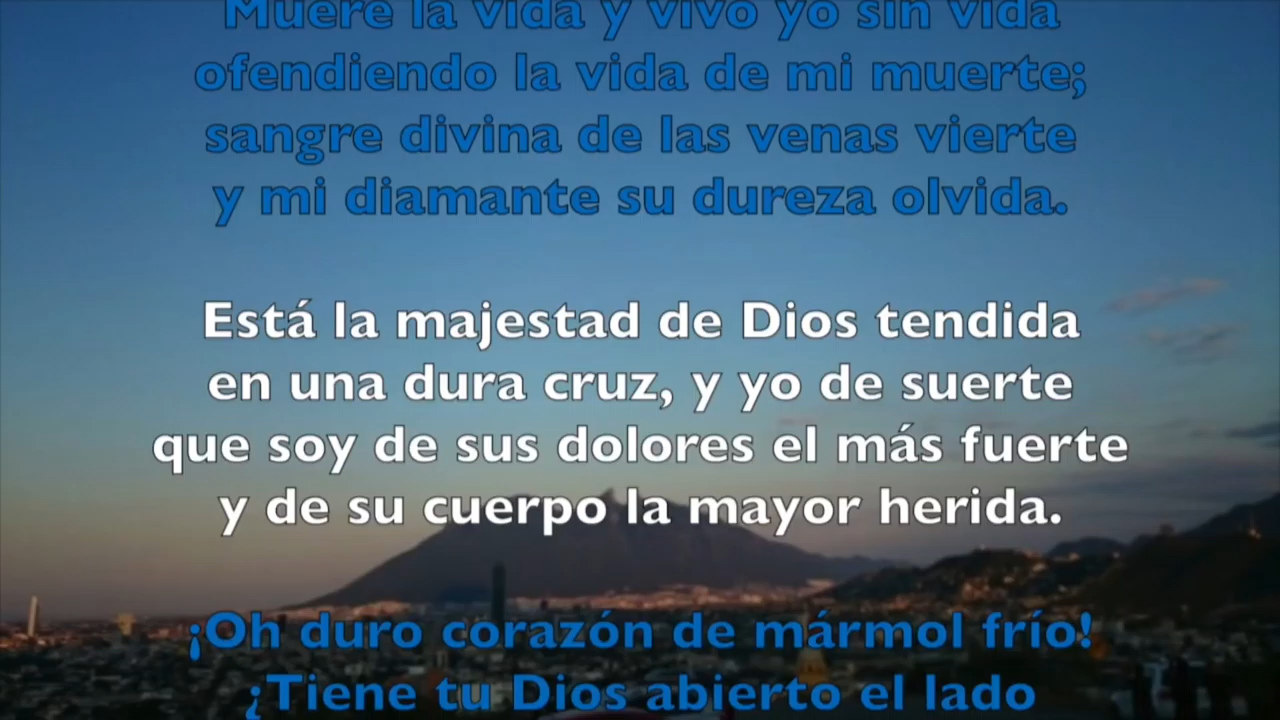 Muere la vida y vivo yo sin vida
ofendiendo la vida de mi muerte;
sangre divina de las venas vierte
y mi diamante su dureza olvida.
Está la majestad de Dios tendida
en una dura cruz, y yo de suerte
que soy de sus dolores el más fuerte
y de su cuerpo la mayor herida.
¡Oh duro corazón de mármol frío!
¿Tiene tu Dios abierto el lado